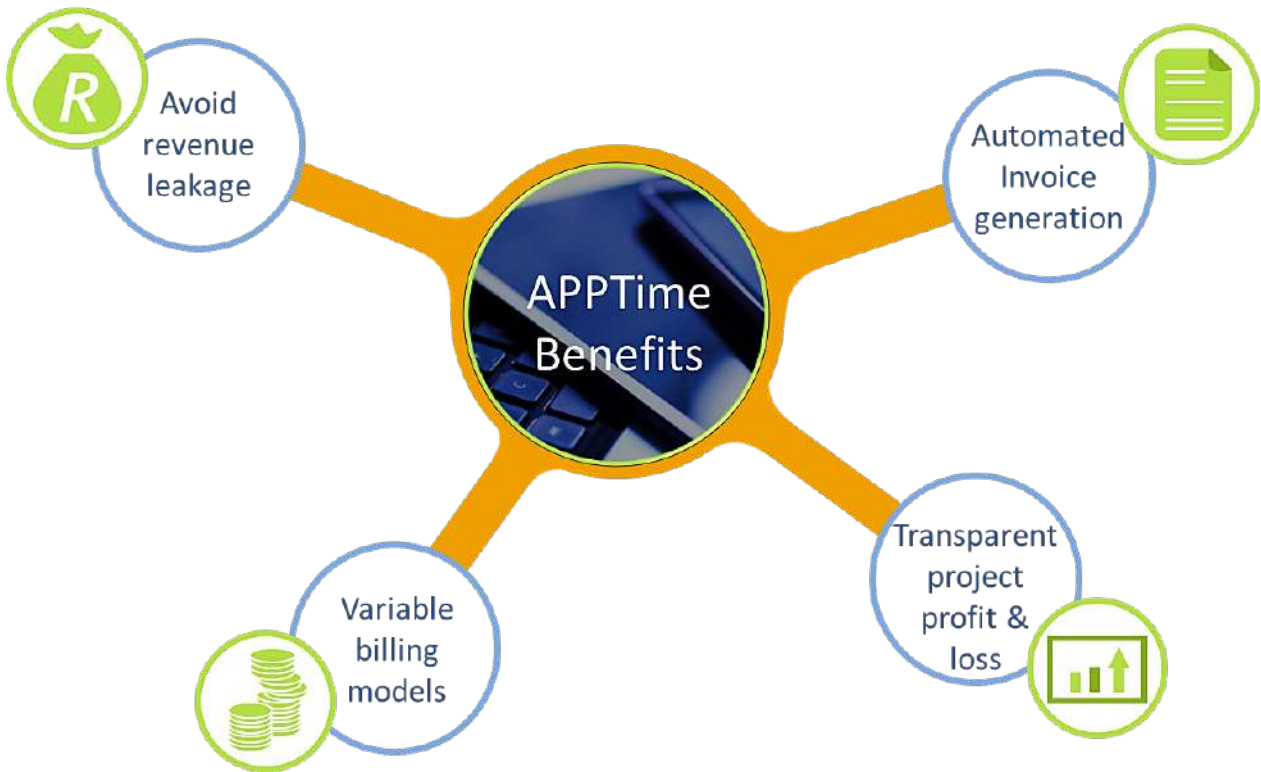 R
Avoid
revenue
leakage
Automated
Invoice
generation
APPTime
Benefits
Variable
billing
models
Transparent
project
profit &
loss